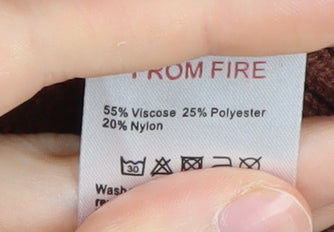 FROM FIRE
55% Viscose 25% Polyester
20% Nylon
30
Wash